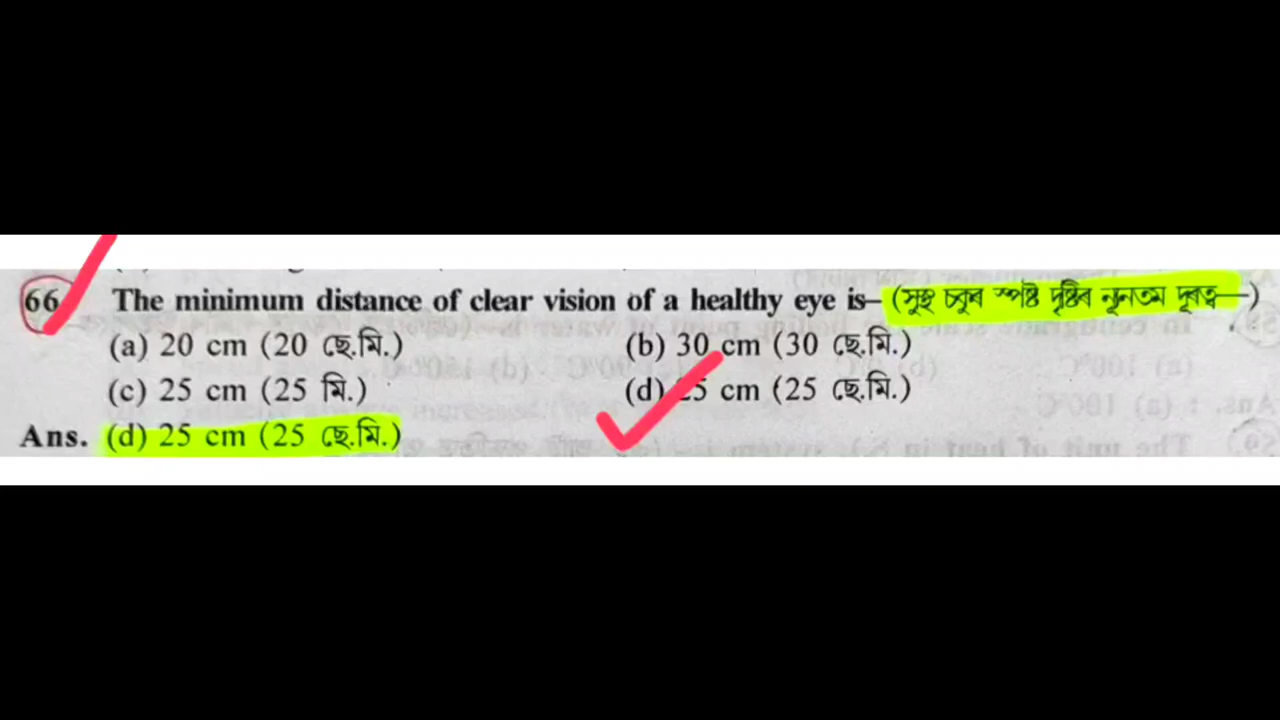 66. The minimum distance of clear vision of a healthy eye is– (সুস্থ চকুৰ স্পষ্ট দৃষ্টিৰ ন্যূনতম দূৰত্ব—)
(a) 20 cm (20 ছে.মি.) (b) 30 cm (30 ছে.মি.)
(c) 25 cm (25 মি.) (d) 25 cm (25 ছে.মি.)
Ans. (d) 25 cm (25 ছে.মি.)